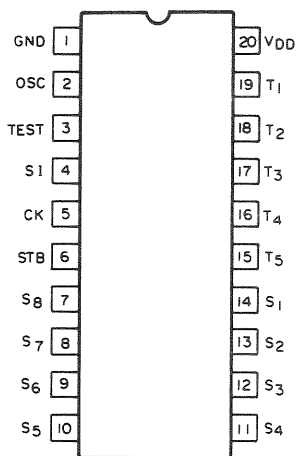 GND 1 20 VDD
OSC 2 19 T1
TEST 3 18 T2
SI 4 17 T3
CK 5 16 T4
STB 6 15 T5
S8 7 14 S1
S7 8 13 S2
S6 9 12 S3
S5 10 11 S4